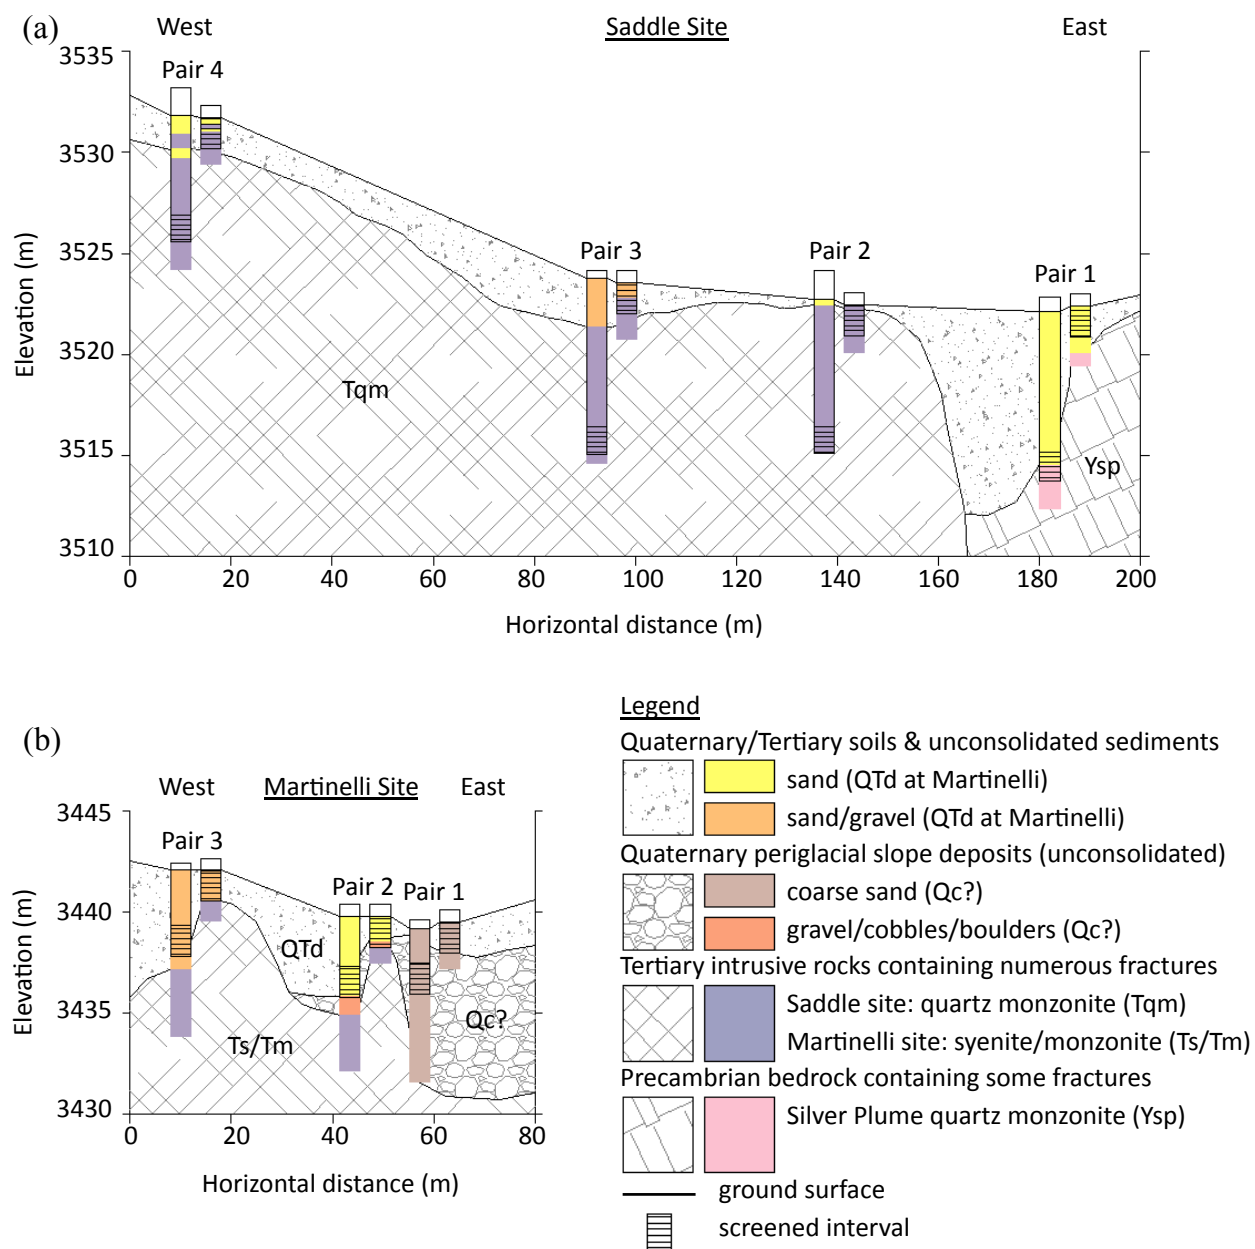 (a)
West
Saddle Site
East
3535
Pair 4
3530
3525
Pair 3
Pair 2
Pair 1
Elevation (m)
3520
Tqm
3515
Ysp
3510
0 20 40 60 80 100 120 140 160 180 200
Horizontal distance (m)
(b)
West
Martinelli Site
East
3445
Pair 3
Pair 2
Pair 1
3440
QTd
Elevation (m)
3435
Qc?
Ts/Tm
3430
0 20 40 60 80
Horizontal distance (m)
Legend
Quaternary/Tertiary soils & unconsolidated sediments
sand (QTd at Martinelli)
sand/gravel (QTd at Martinelli)
Quaternary periglacial slope deposits (unconsolidated)
coarse sand (Qc?)
gravel/cobbles/boulders (Qc?)
Tertiary intrusive rocks containing numerous fractures
Saddle site: quartz monzonite (Tqm)
Martinelli site: syenite/monzonite (Ts/Tm)
Precambrian bedrock containing some fractures
Silver Plume quartz monzonite (Ysp)
ground surface
screened interval